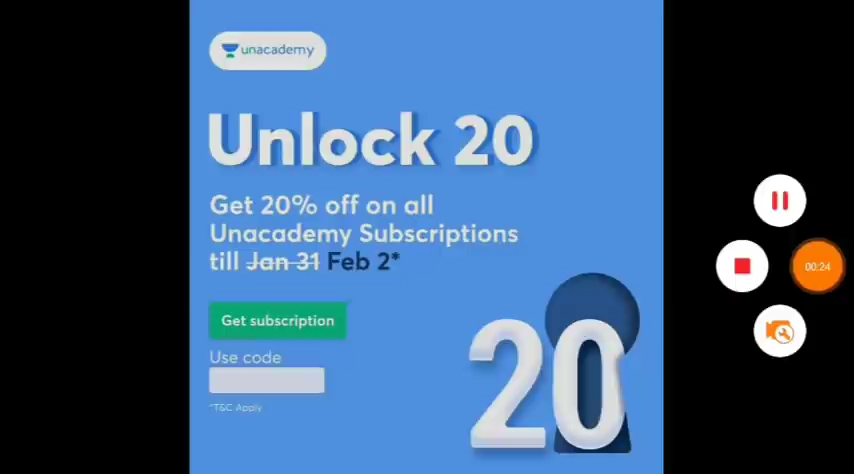 unacademy
Unlock 20
Get 20% off on all
Unacademy Subscriptions
till Jan 31 Feb 2*
Get subscription
Use code
*T&C Apply
20
00:24